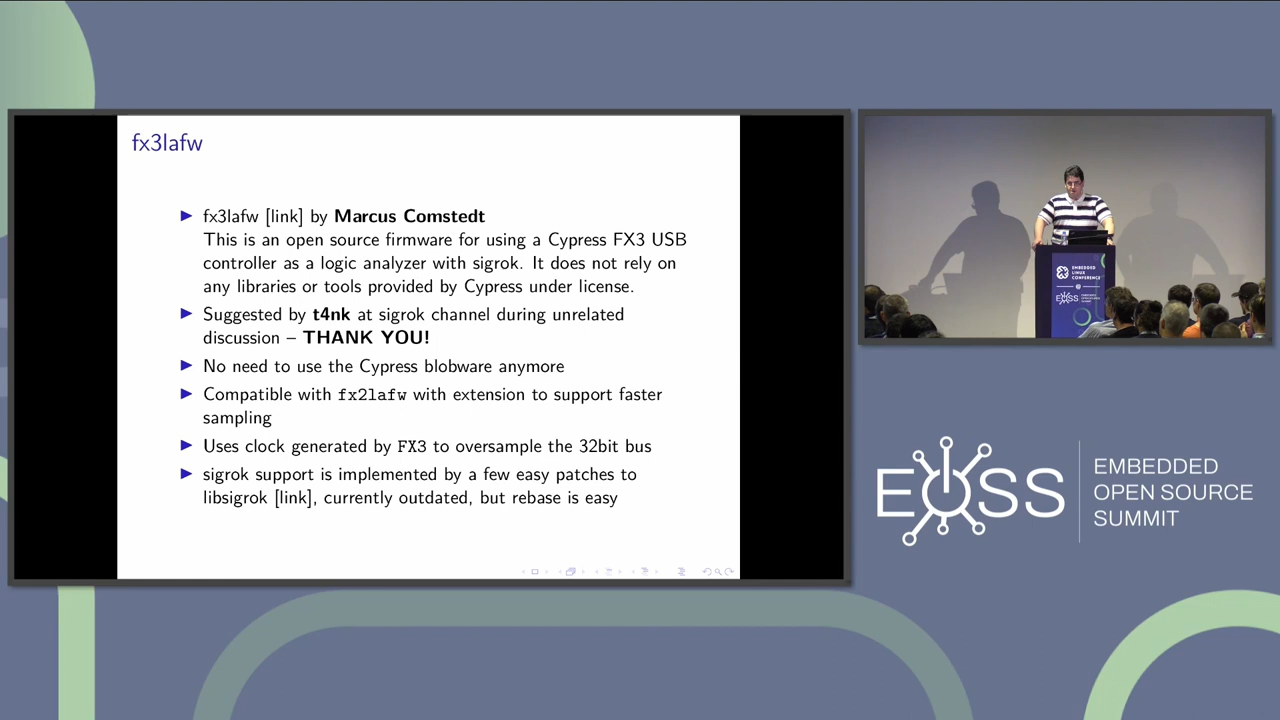 fx3lafw
fx3lafw [link] by Marcus Comstedt
This is an open source firmware for using a Cypress FX3 USB
controller as a logic analyzer with sigrok. It does not rely on
any libraries or tools provided by Cypress under license.
Suggested by t4nk at sigrok channel during unrelated
discussion – THANK YOU!
No need to use the Cypress blobware anymore
Compatible with fx2lafw with extension to support faster
sampling
Uses clock generated by FX3 to oversample the 32bit bus
sigrok support is implemented by a few easy patches to
libsigrok [link], currently outdated, but rebase is easy
EMBEDDED
LINUX
CONFERENCE
EOSS
EOSS
EMBEDDED
OPEN SOURCE
SUMMIT